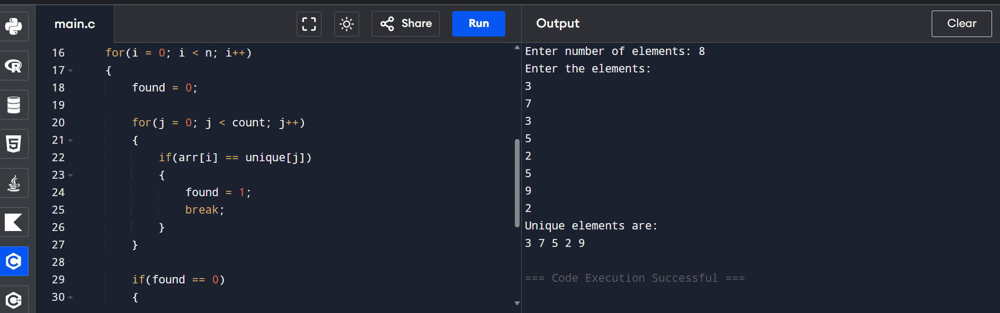 main.c
Share
Run
Output
Clear
16 for(i = 0; i < n; i++)
17 {
18 found = 0;
19
20 for(j = 0; j < count; j++)
21 {
22 if(arr[i] == unique[j])
23 {
24 found = 1;
25 break;
26 }
27 }
28
29 if(found == 0)
30 {
Enter number of elements: 8
Enter the elements:
3
7
3
5
2
5
9
2
Unique elements are:
3 7 5 2 9
=== Code Execution Successful ===